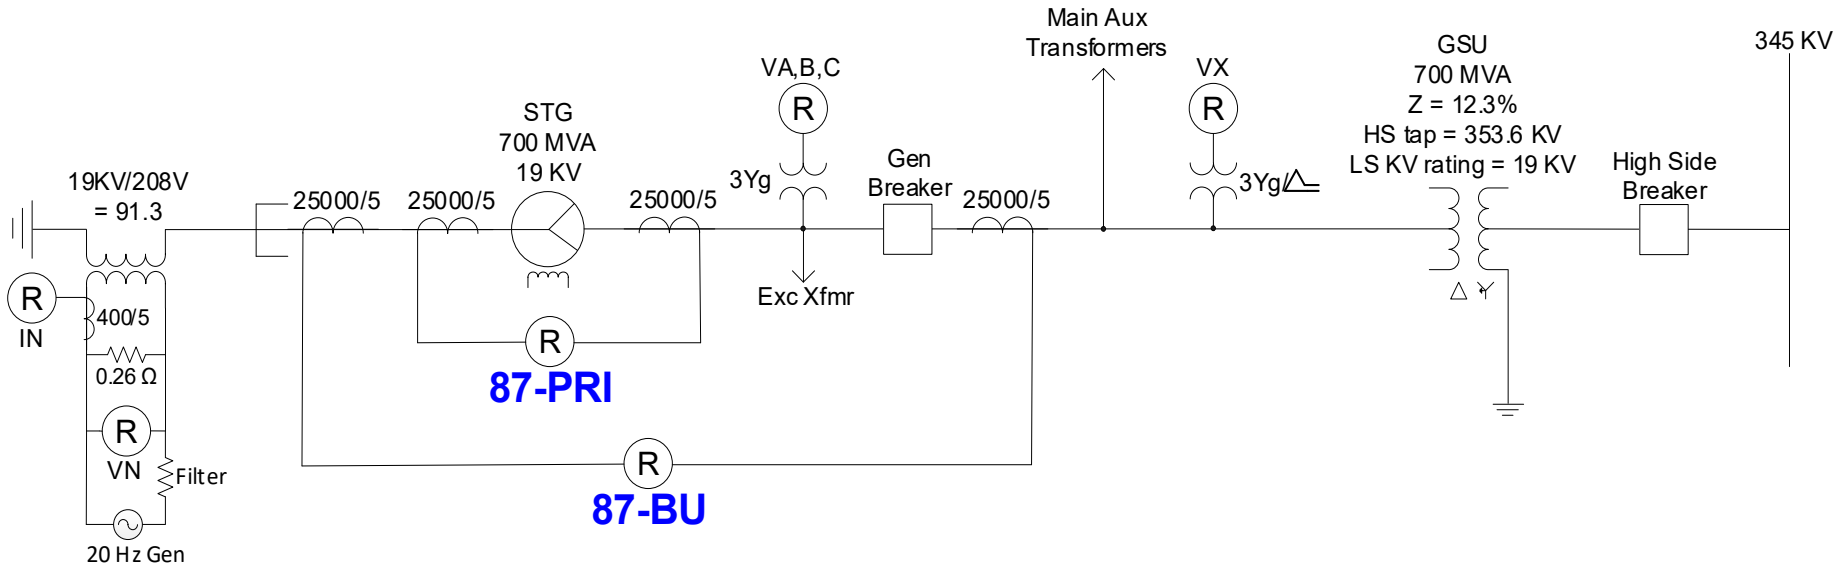 Main Aux
Transformers
GSU
700 MVA
Z = 12.3%
HS tap = 353.6 KV
LS KV rating = 19 KV
345 KV
VA,B,C
R
VX
R
STG
700 MVA
19 KV
Gen
Breaker
High Side
Breaker
19KV/208V
= 91.3
3Yg
3Yg/
25000/5
25000/5
25000/5
25000/5
R
IN
400/5
Exc Xfmr
R
87-PRI
0.26 Ω
R
VN
Filter
R
87-BU
20 Hz Gen